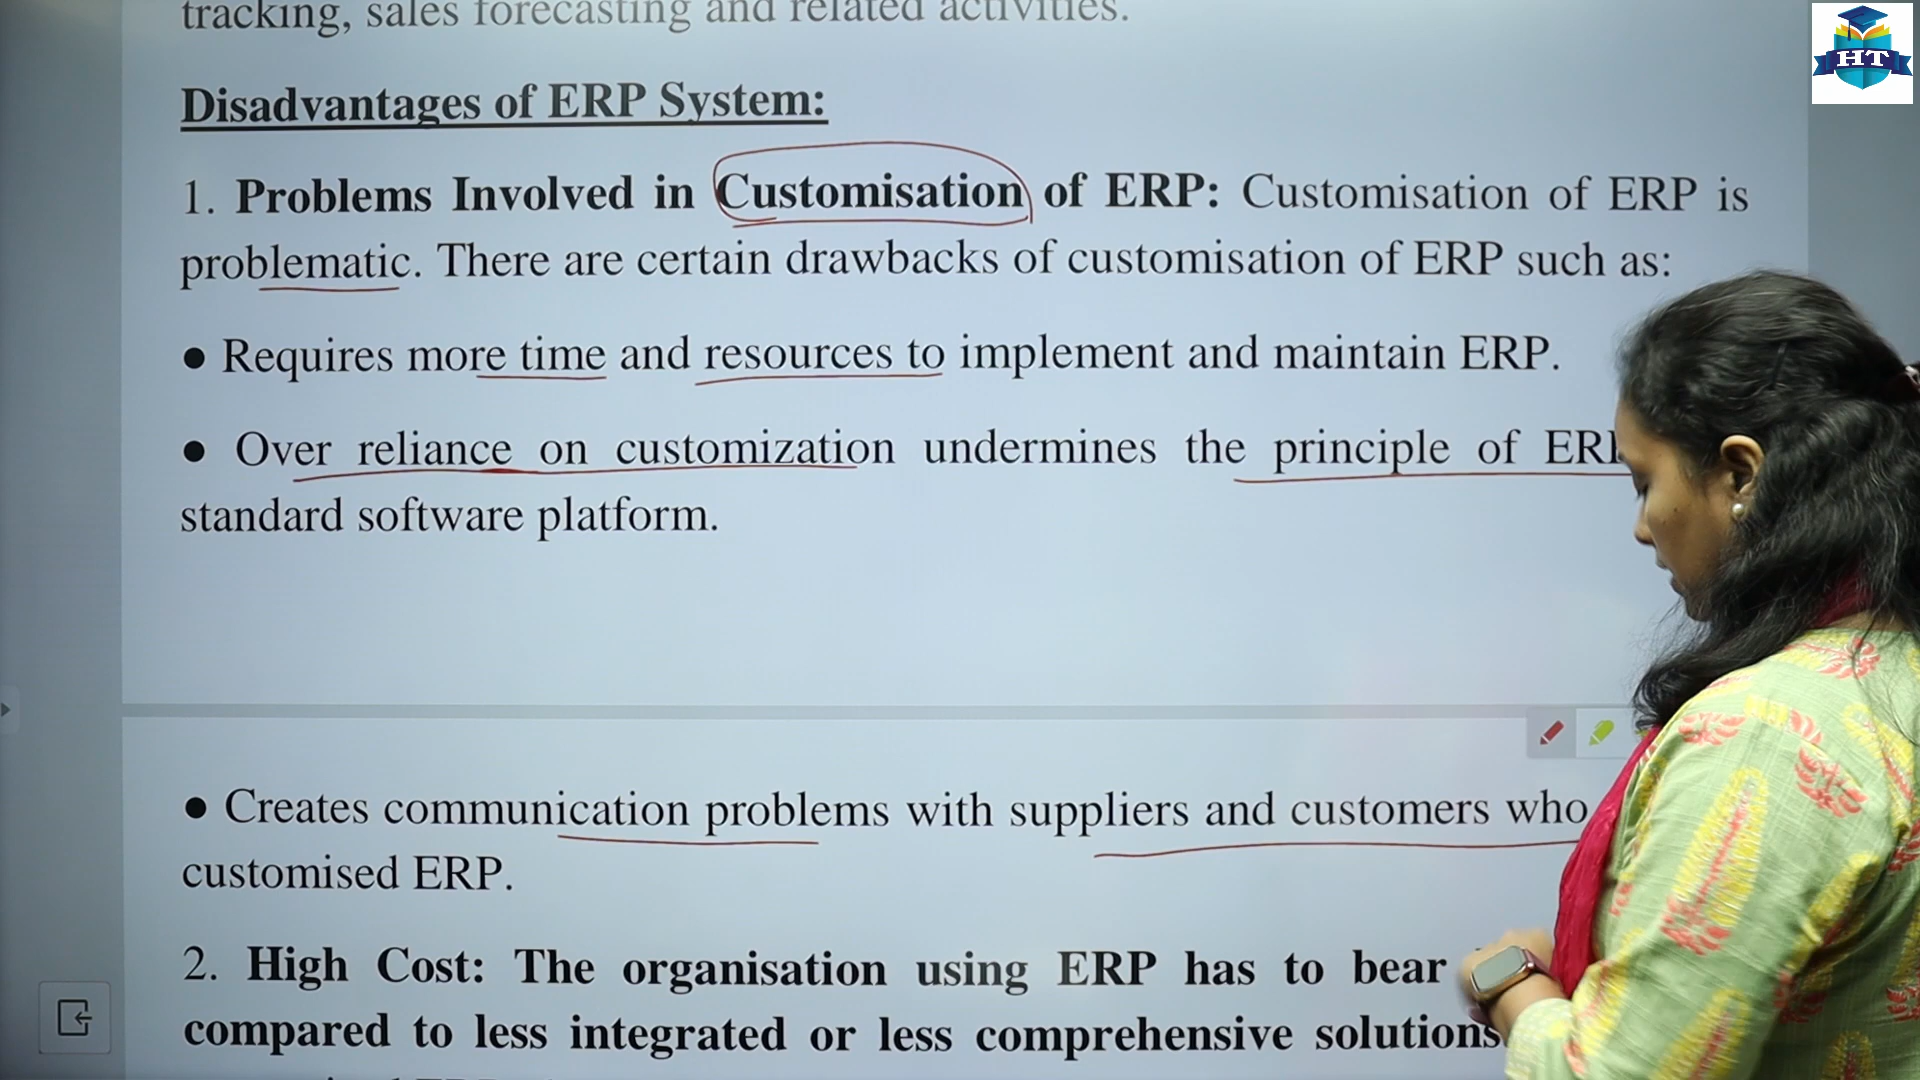 tracking, sales forecasting and related activities.
Disadvantages of ERP System:
1. Problems Involved in Customisation of ERP: Customisation of ERP is
problematic. There are certain drawbacks of customisation of ERP such as:
● Requires more time and resources to implement and maintain ERP.
● Over reliance on customization undermines the principle of
standard software platform.
● Creates communication problems with suppliers and customers who
customised ERP.
2. High Cost: The organisation using ERP has to bear
compared to less integrated or less comprehensive solutions
HT